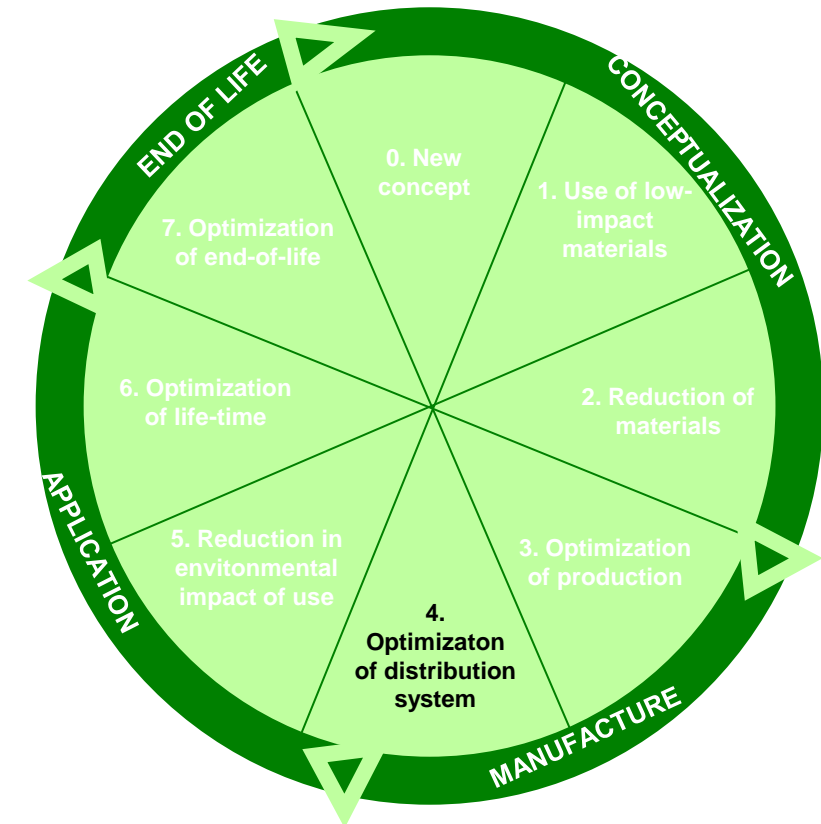 END OF LIFE
CONCEPTUALIZATION
0. New
concept
1. Use of low-
impact
materials
7. Optimization
of end-of-life
6. Optimization
of life-time
2. Reduction of
materials
5. Reduction in
envitonmental
impact of use
3. Optimization
of production
4.
Optimizaton
of distribution
system
APPLICATION
MANUFACTURE